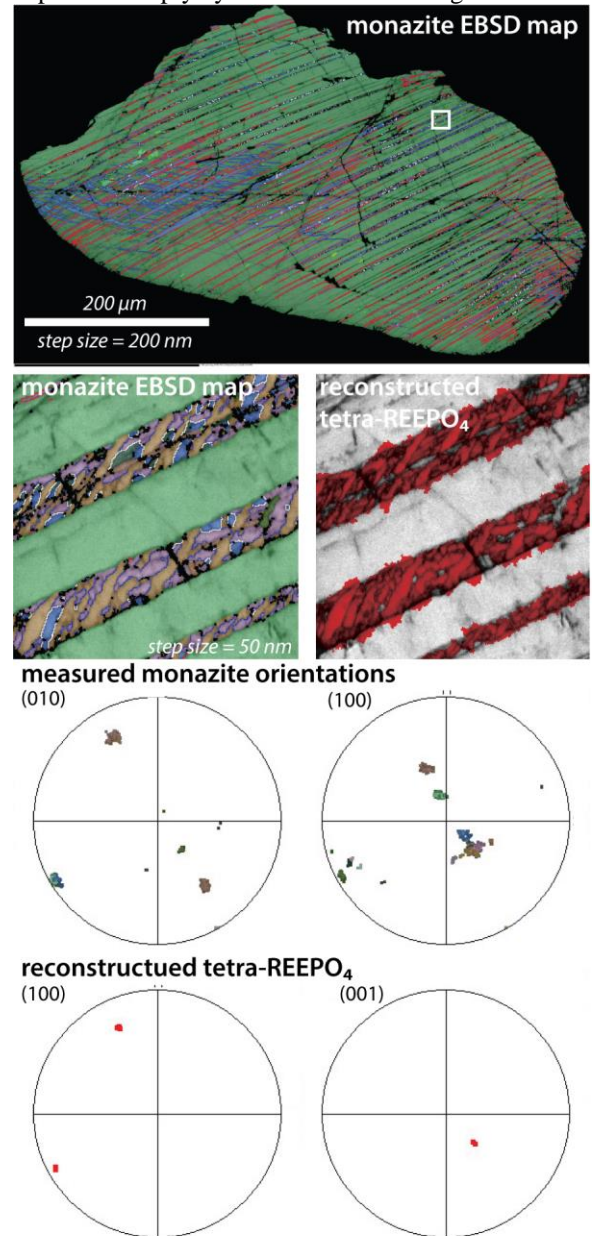 monazite EBSD map
200 µm
step size = 200 nm
monazite EBSD map
reconstructed
tetra-REEPO₄
step size = 50 nm
measured monazite orientations
(010)
(100)
reconstructued tetra-REEPO₄
(100)
(001)